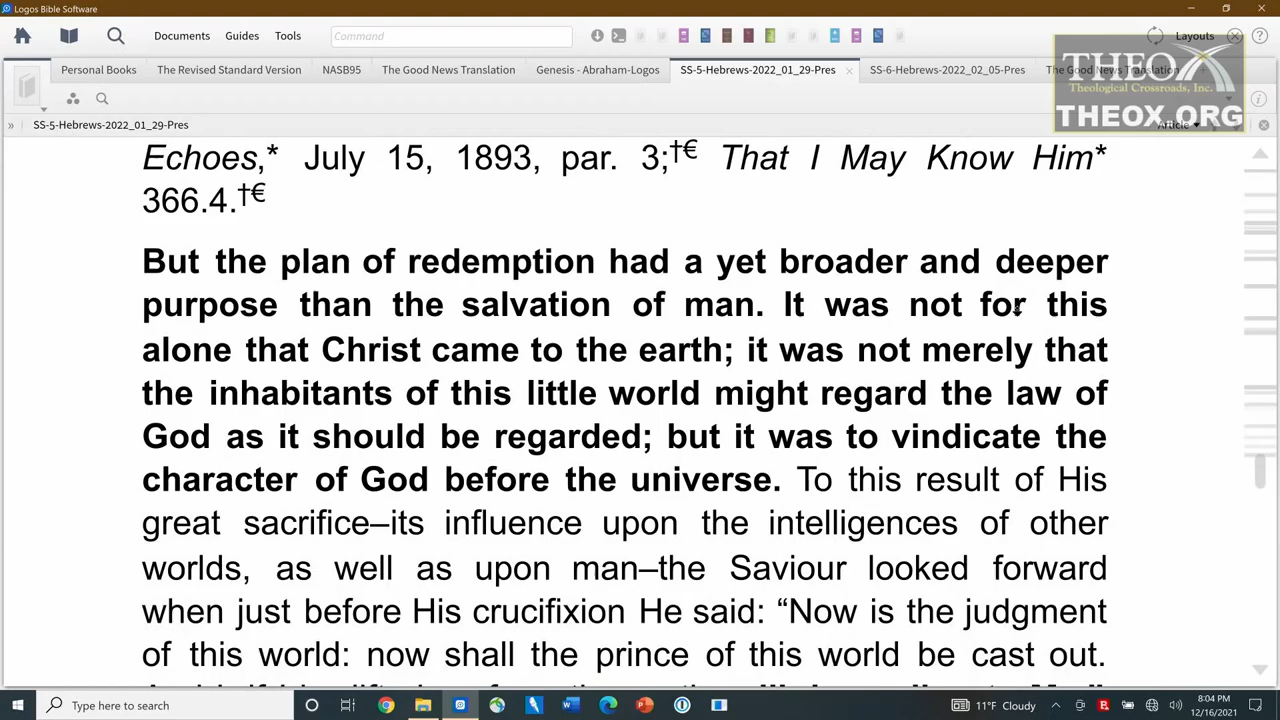 Logos Bible Software
Documents Guides Tools Command Layouts
Personal Books The Revised Standard Version NASB95 Translation Genesis - Abraham-Logos SS-5-Hebrews-2022_01_29-Pres SS-6-Hebrews-2022_02_05-Pres The Good News Translation
THEOX
Theological Crossroads, Inc.
THEOX.ORG
SS-5-Hebrews-2022_01_29-Pres Article
Echoes,* July 15, 1893, par. 3;†€ That I May Know Him*
366.4.†€
But the plan of redemption had a yet broader and deeper
purpose than the salvation of man. It was not for this
alone that Christ came to the earth; it was not merely that
the inhabitants of this little world might regard the law of
God as it should be regarded; but it was to vindicate the
character of God before the universe. To this result of His
great sacrifice–its influence upon the intelligences of other
worlds, as well as upon man–the Saviour looked forward
when just before His crucifixion He said: “Now is the judgment
of this world: now shall the prince of this world be cast out.
Type here to search
11°F Cloudy
8:04 PM
12/16/2021